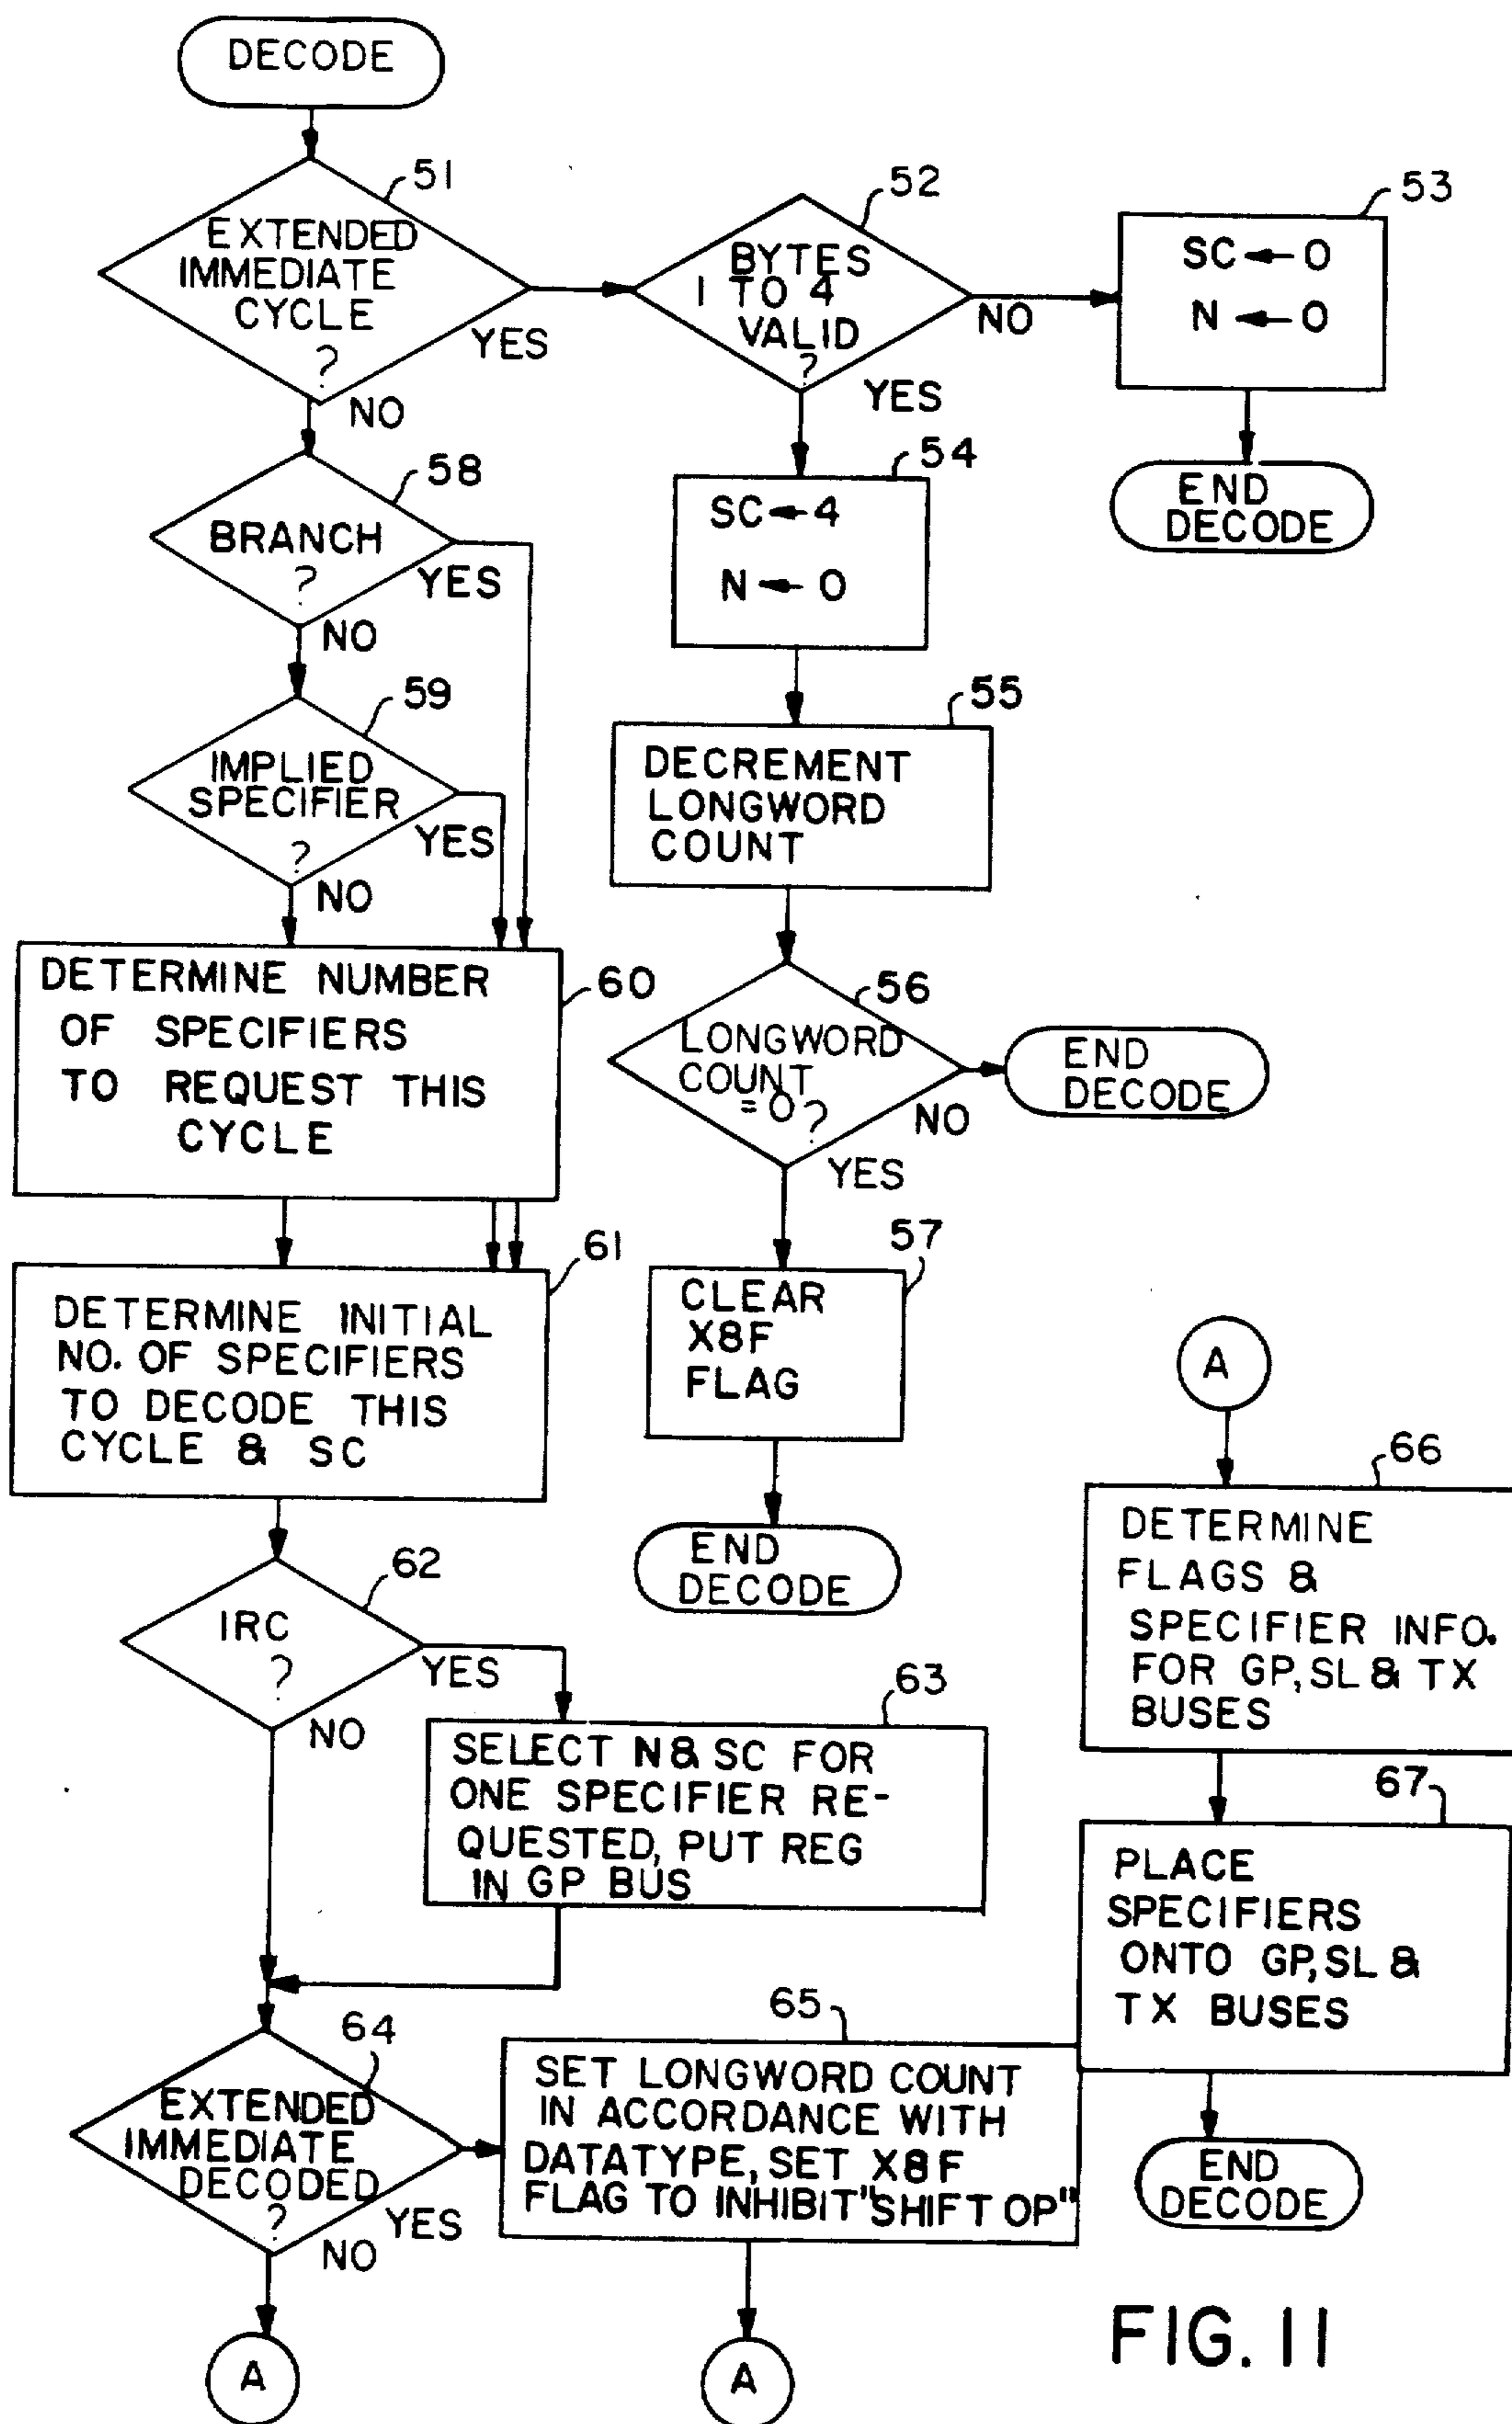 DECODE
51
EXTENDED
IMMEDIATE
CYCLE
?
YES
NO
52
BYTES
1 TO 4
VALID
?
NO
YES
53
SC ← 0
N ← 0
END
DECODE
58
BRANCH
?
YES
NO
54
SC ← 4
N ← 0
59
IMPLIED
SPECIFIER
?
YES
NO
55
DECREMENT
LONGWORD
COUNT
60
DETERMINE NUMBER
OF SPECIFIERS
TO REQUEST THIS
CYCLE
56
LONGWORD
COUNT
=0?
NO
YES
END
DECODE
61
DETERMINE INITIAL
NO. OF SPECIFIERS
TO DECODE THIS
CYCLE & SC
57
CLEAR
X8F
FLAG
END
DECODE
62
IRC
?
YES
NO
63
SELECT N & SC FOR
ONE SPECIFIER RE-
QUESTED, PUT REG
IN GP BUS
64
EXTENDED
IMMEDIATE
DECODED
?
YES
NO
65
SET LONGWORD COUNT
IN ACCORDANCE WITH
DATATYPE, SET X8F
FLAG TO INHIBIT "SHIFT OP"
A
A
A
66
DETERMINE
FLAGS &
SPECIFIER INFO.
FOR GP, SL & TX
BUSES
67
PLACE
SPECIFIERS
ONTO GP, SL &
TX BUSES
END
DECODE
FIG. 11